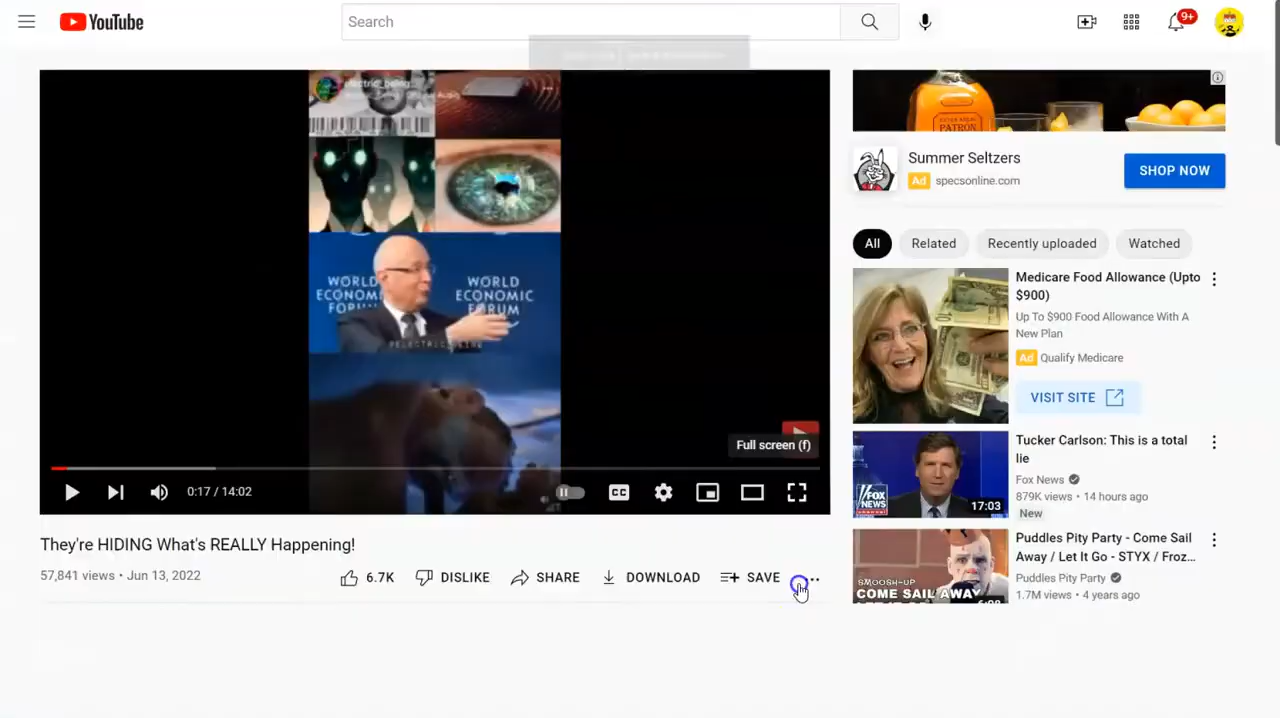 YouTube
Search
9+
electric_being
WORLD
ECONOMIC
FORUM
WORLD
ECONOMIC
FORUM
Full screen (f)
0:17 / 14:02
CC
They're HIDING What's REALLY Happening!
57,841 views • Jun 13, 2022
6.7K
DISLIKE
SHARE
DOWNLOAD
SAVE
PATRÓN
Summer Seltzers
Ad specsonline.com
SHOP NOW
All
Related
Recently uploaded
Watched
Medicare Food Allowance (Upto
$900)
Up To $900 Food Allowance With A
New Plan
Ad Qualify Medicare
VISIT SITE
FOX
NEWS
17:03
Tucker Carlson: This is a total
lie
Fox News
879K views • 14 hours ago
New
SMOOSH-UP
COME SAIL AWAY
Puddles Pity Party - Come Sail
Away / Let It Go - STYX / Froz...
Puddles Pity Party
1.7M views • 4 years ago